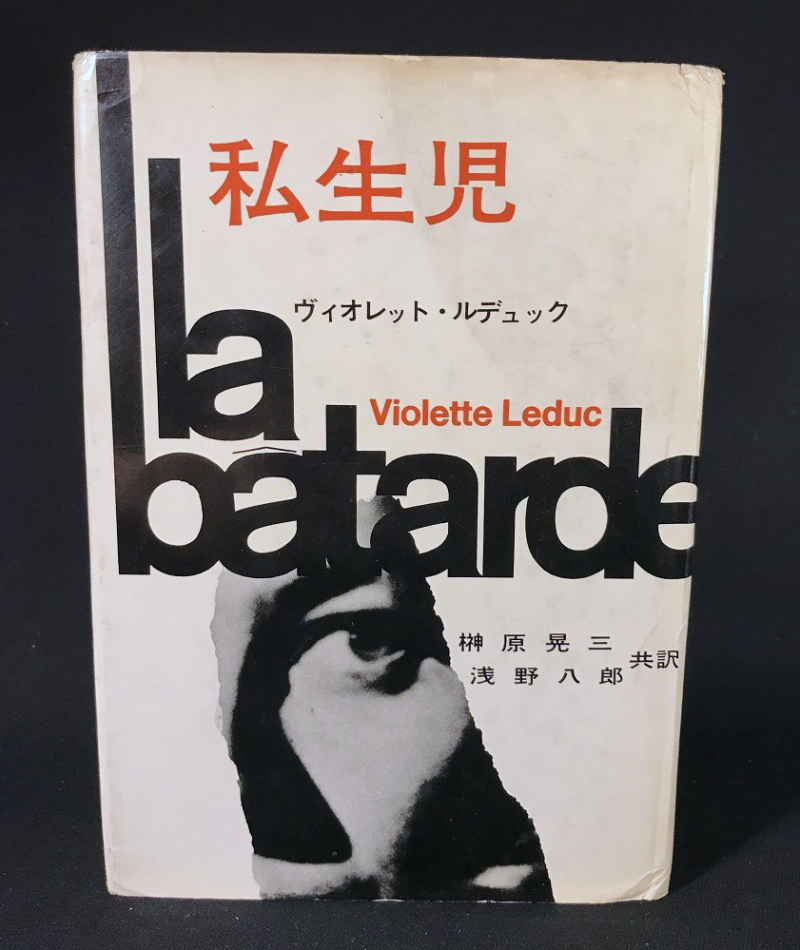 私生児
ヴィオレット・ルデュック
la
Violette Leduc
bâtarde
榊原晃三
浅野八郎
共訳